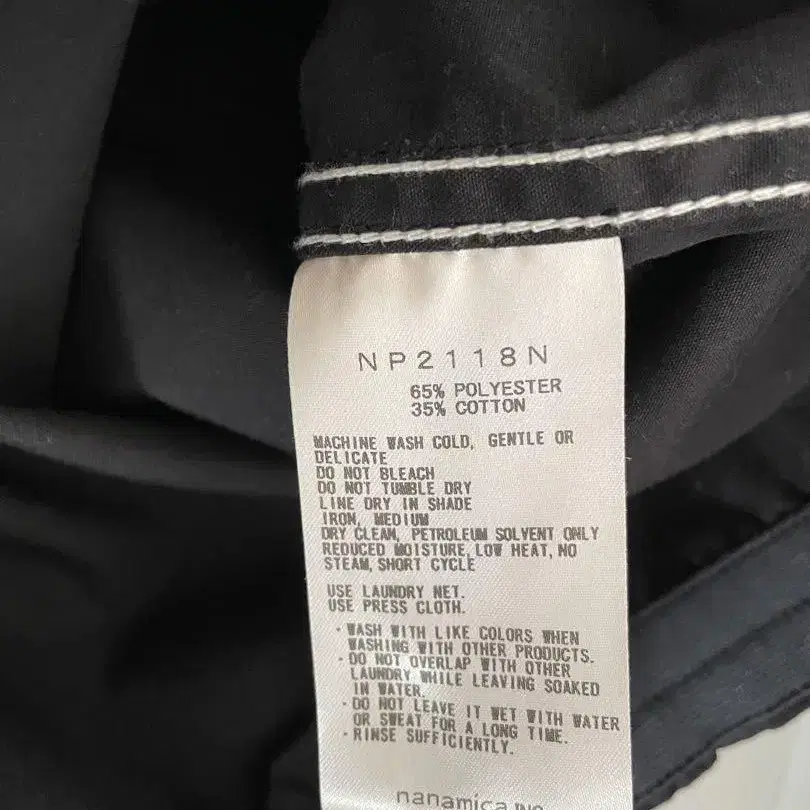 NP2118N
65% POLYESTER
35% COTTON
MACHINE WASH COLD, GENTLE OR
DELICATE
DO NOT BLEACH
DO NOT TUMBLE DRY
LINE DRY IN SHADE
IRON, MEDIUM
DRY CLEAN, PETROLEUM SOLVENT ONLY
REDUCED MOISTURE, LOW HEAT, NO
STEAM, SHORT CYCLE
USE LAUNDRY NET.
USE PRESS CLOTH.
・WASH WITH LIKE COLORS WHEN
WASHING WITH OTHER PRODUCTS.
・DO NOT OVERLAP WITH OTHER
LAUNDRY WHILE LEAVING SOAKED
IN WATER.
・DO NOT LEAVE IT WET WITH WATER
OR SWEAT FOR A LONG TIME.
・RINSE SUFFICIENTLY.
nanamica INC.